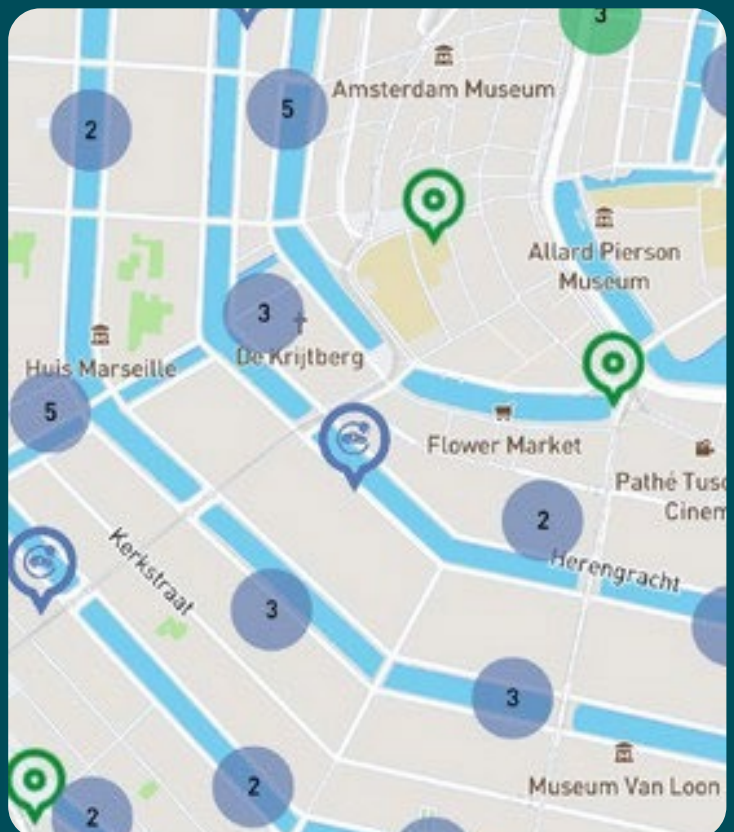 3
Amsterdam Museum
5
2
Allard Pierson
Museum
3
De Krijtberg
Huis Marseille
5
Flower Market
Pathé Tusc
Cinem
2
Herengracht
Kerkstraat
3
3
Museum Van Loon
2
2